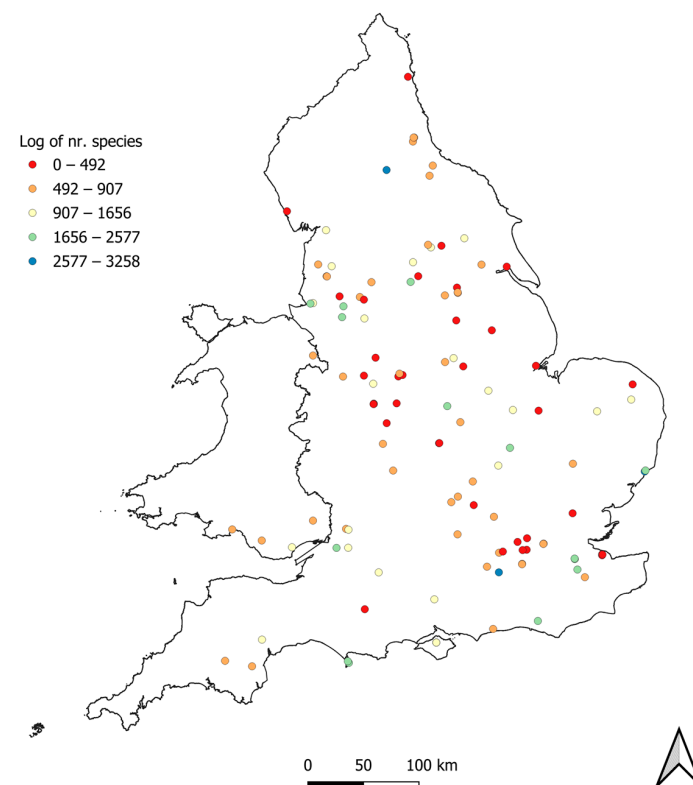 Log of nr. species
0 – 492
492 – 907
907 – 1656
1656 – 2577
2577 – 3258
0 50 100 km